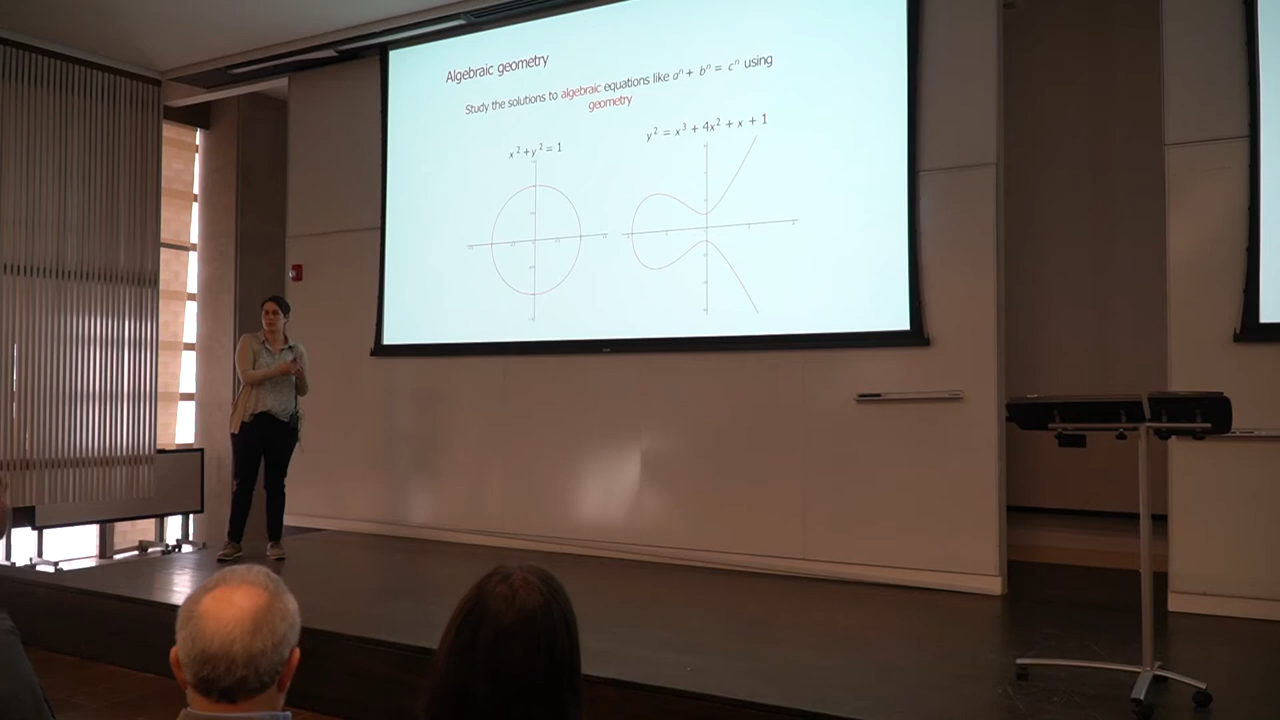 Algebraic geometry
Study the solutions to algebraic equations like aⁿ + bⁿ = cⁿ using
geometry
x² + y² = 1
y² = x³ + 4x² + x + 1